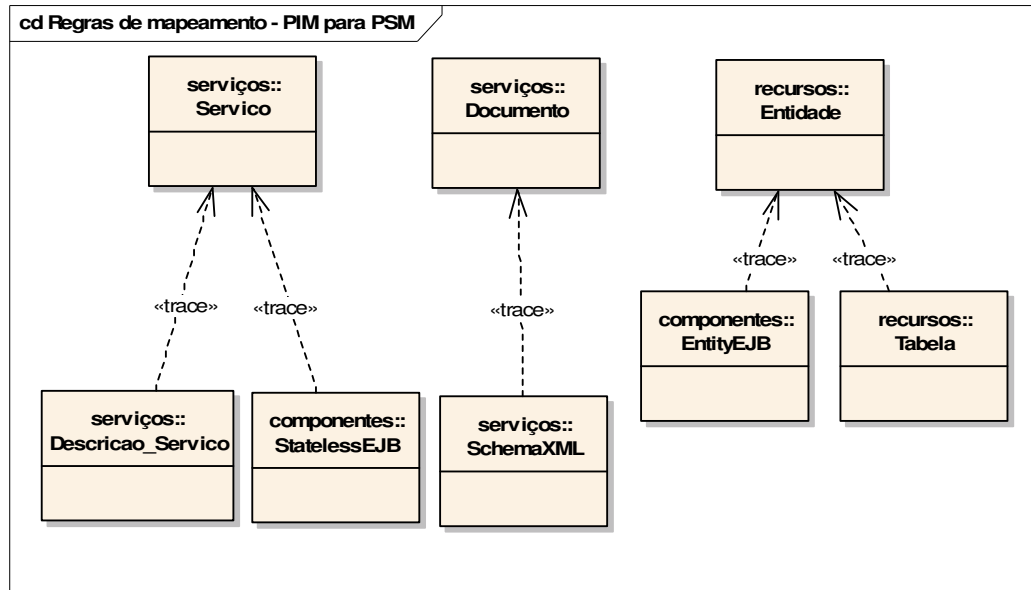 cd Regras de mapeamento - PIM para PSM
serviços::
Servico
serviços::
Documento
recursos::
Entidade
«trace»
«trace»
«trace»
«trace»
«trace»
componentes::
EntityEJB
recursos::
Tabela
serviços::
Descricao_Servico
componentes::
StatelessEJB
serviços::
SchemaXML